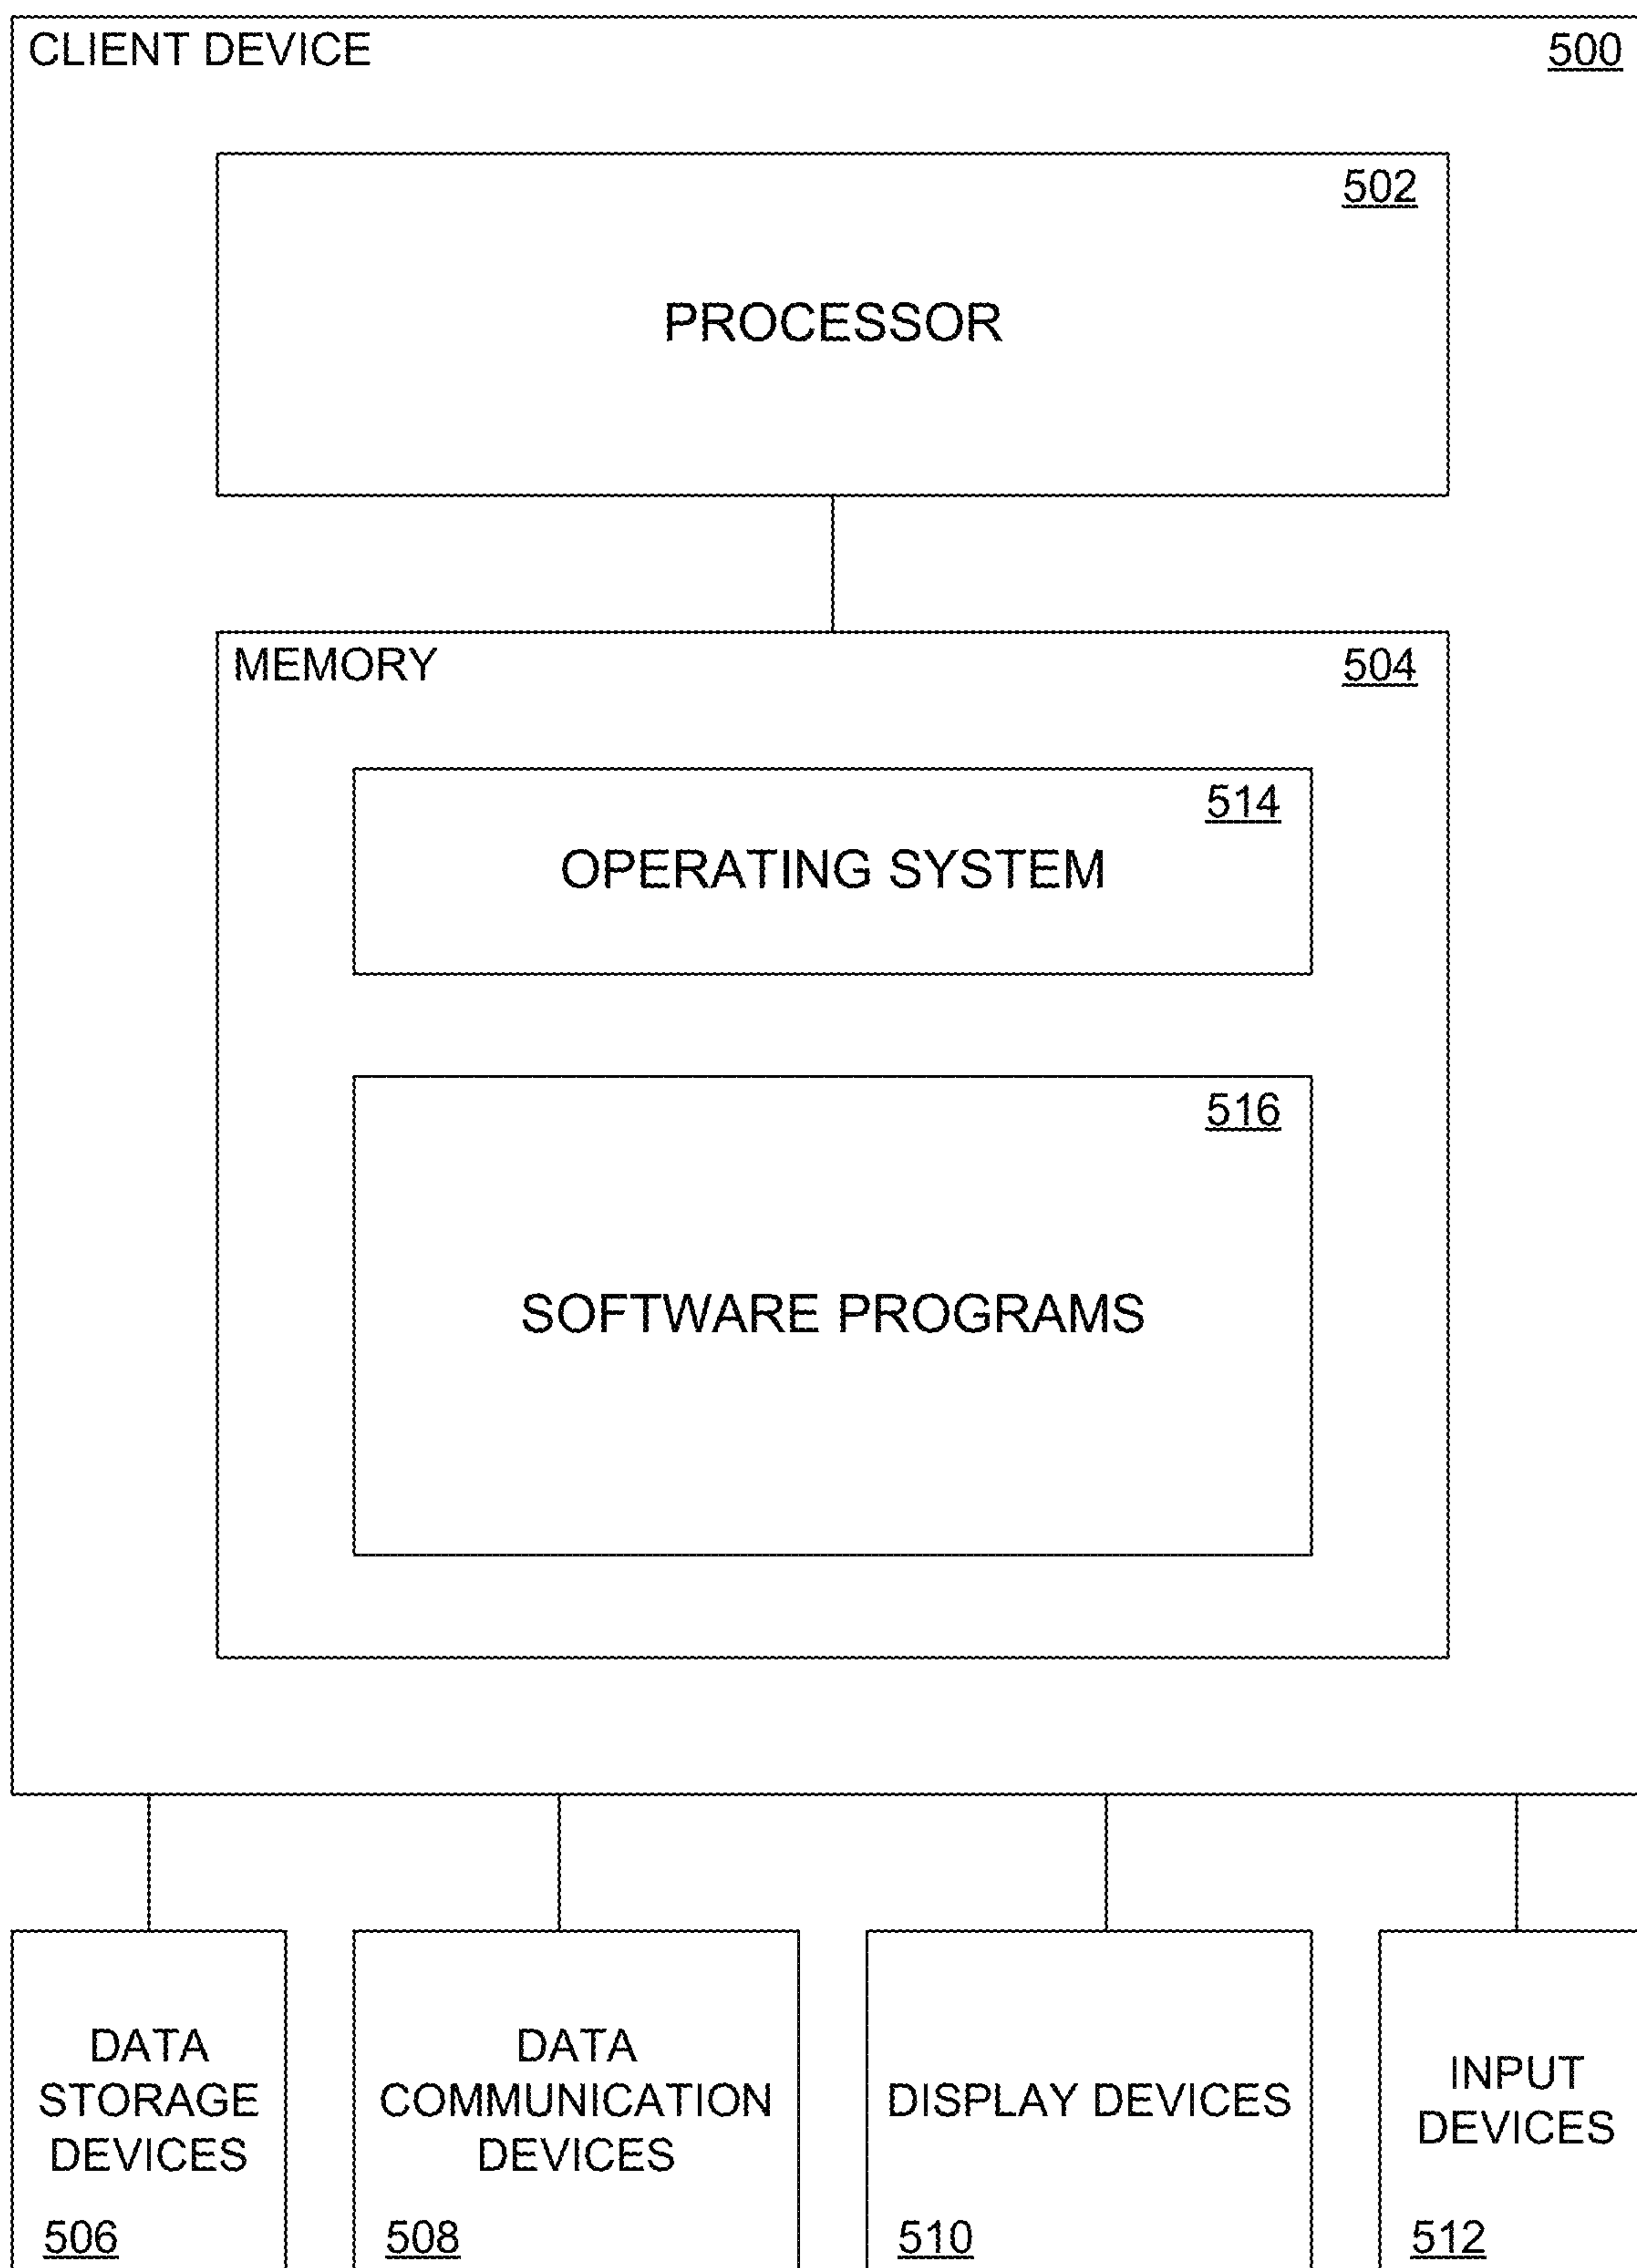 CLIENT DEVICE 500
502
PROCESSOR
MEMORY 504
514
OPERATING SYSTEM
516
SOFTWARE PROGRAMS
DATA
STORAGE
DEVICES
506
DATA
COMMUNICATION
DEVICES
508
DISPLAY DEVICES
510
INPUT
DEVICES
512